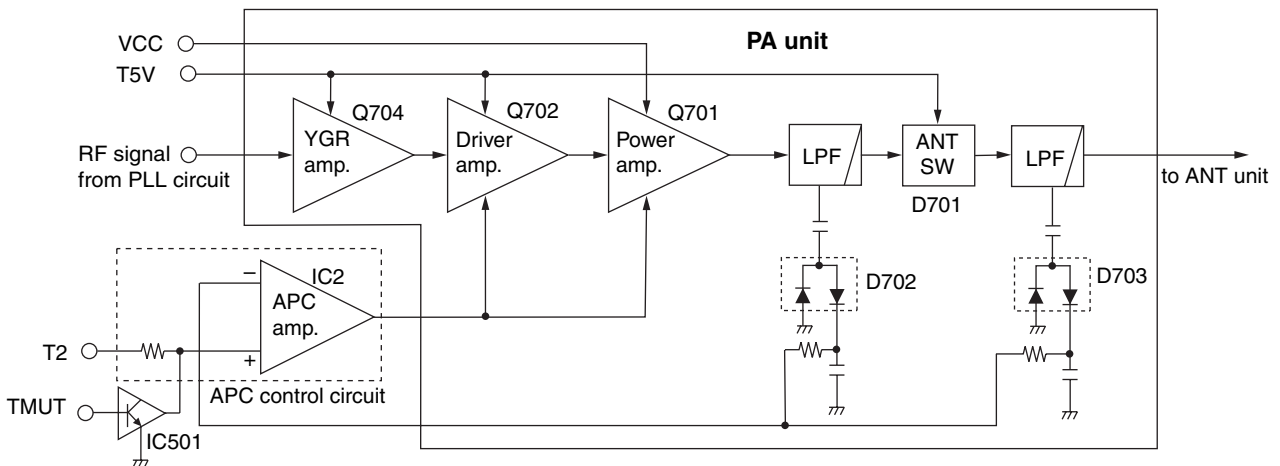 VCC
PA unit
T5V
Q704
Q702
Q701
YGR
amp.
Driver
amp.
Power
amp.
LPF
ANT
SW
LPF
RF signal
from PLL circuit
to ANT unit
D701
IC2
APC
amp.
−
+
D702
D703
T2
APC control circuit
TMUT
IC501